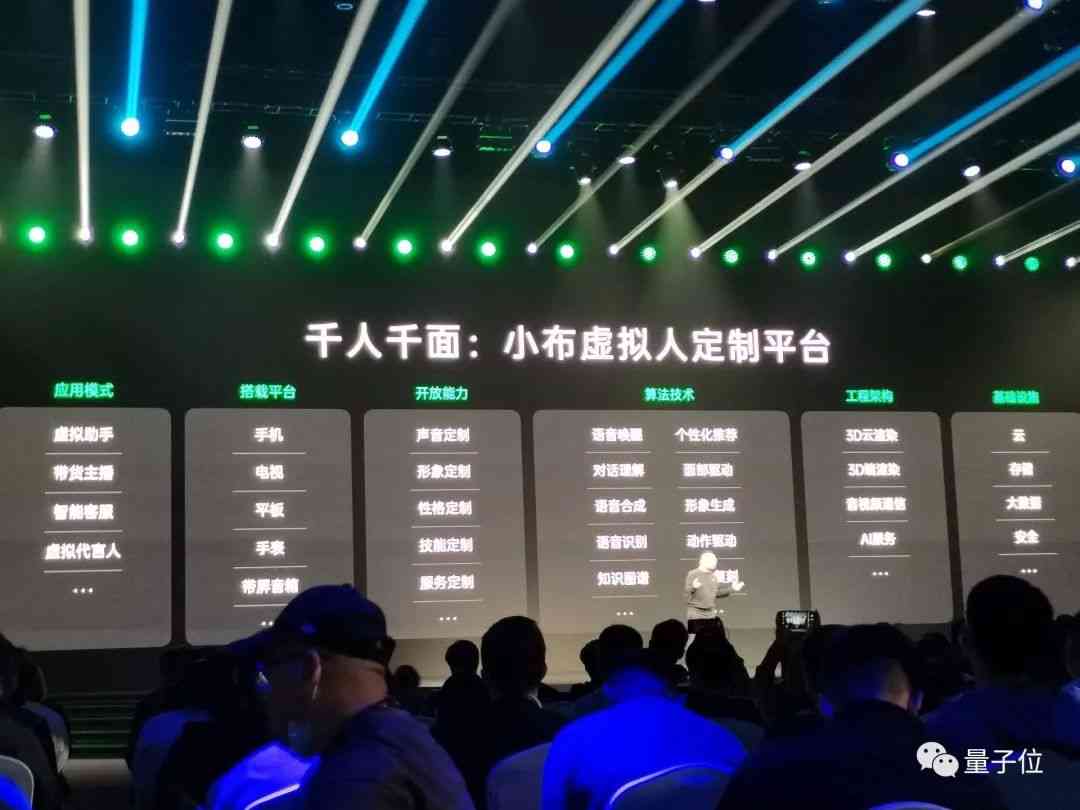 千人千面：小布虚拟人定制平台
应用模式
虚拟助手
带货主播
智能客服
虚拟代言人
...
搭载平台
手机
电视
平板
手表
带屏音箱
开放能力
声音定制
形象定制
性格定制
技能定制
服务定制
...
算法技术
语音唤醒 个性化推荐
对话理解 面部驱动
语音合成 形象生成
语音识别 动作驱动
知识图谱 刻
...
工程架构
3D云渲染
3D端渲染
音视频通信
AI服务
...
基础设施
云
存储
大数据
安全
...
量子位